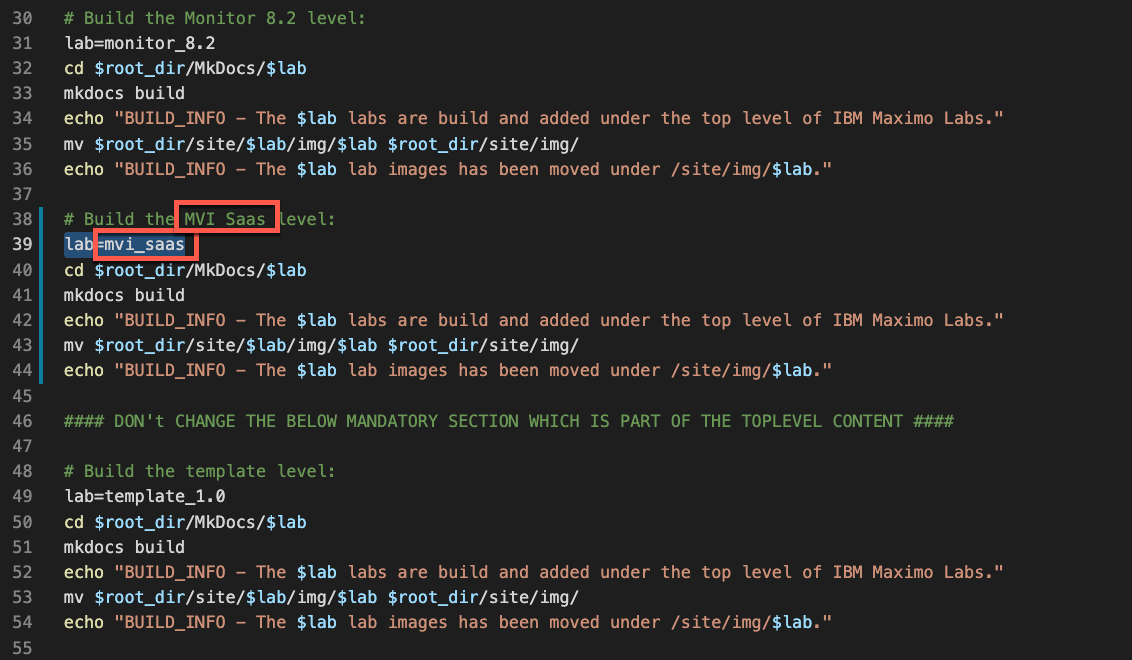 30 # Build the Monitor 8.2 level:
31 lab=monitor_8.2
32 cd $root_dir/MkDocs/$lab
33 mkdocs build
34 echo "BUILD_INFO – The $lab labs are build and added under the top level of IBM Maximo Labs."
35 mv $root_dir/site/$lab/img/$lab $root_dir/site/img/
36 echo "BUILD_INFO – The $lab lab images has been moved under /site/img/$lab."
37
38 # Build the MVI Saas level:
39 lab=mvi_saas
40 cd $root_dir/MkDocs/$lab
41 mkdocs build
42 echo "BUILD_INFO – The $lab labs are build and added under the top level of IBM Maximo Labs."
43 mv $root_dir/site/$lab/img/$lab $root_dir/site/img/
44 echo "BUILD_INFO – The $lab lab images has been moved under /site/img/$lab."
45
46 #### DON't CHANGE THE BELOW MANDATORY SECTION WHICH IS PART OF THE TOPLEVEL CONTENT ####
47
48 # Build the template level:
49 lab=template_1.0
50 cd $root_dir/MkDocs/$lab
51 mkdocs build
52 echo "BUILD_INFO – The $lab labs are build and added under the top level of IBM Maximo Labs."
53 mv $root_dir/site/$lab/img/$lab $root_dir/site/img/
54 echo "BUILD_INFO – The $lab lab images has been moved under /site/img/$lab."
55